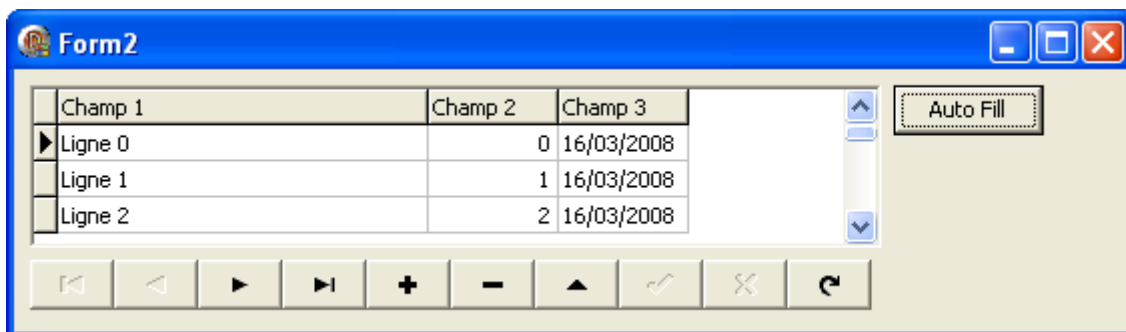 Form2
Champ 1 Champ 2 Champ 3
Ligne 0 0 16/03/2008
Ligne 1 1 16/03/2008
Ligne 2 2 16/03/2008
Auto Fill